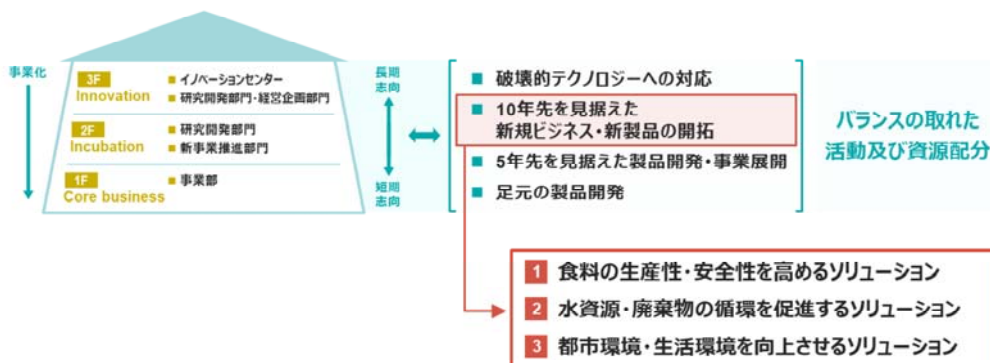 事業化
3F
Innovation
■ イノベーションセンター
■ 研究開発部門・経営企画部門
2F
Incubation
■ 研究開発部門
■ 新事業推進部門
1F
Core business
■ 事業部
長期
志向
短期
志向
■ 破壊的テクノロジーへの対応
■ 10年先を見据えた
新規ビジネス・新製品の開拓
■ 5年先を見据えた製品開発・事業展開
■ 足元の製品開発
バランスの取れた
活動及び資源配分
1 食料の生産性・安全性を高めるソリューション
2 水資源・廃棄物の循環を促進するソリューション
3 都市環境・生活環境を向上させるソリューション